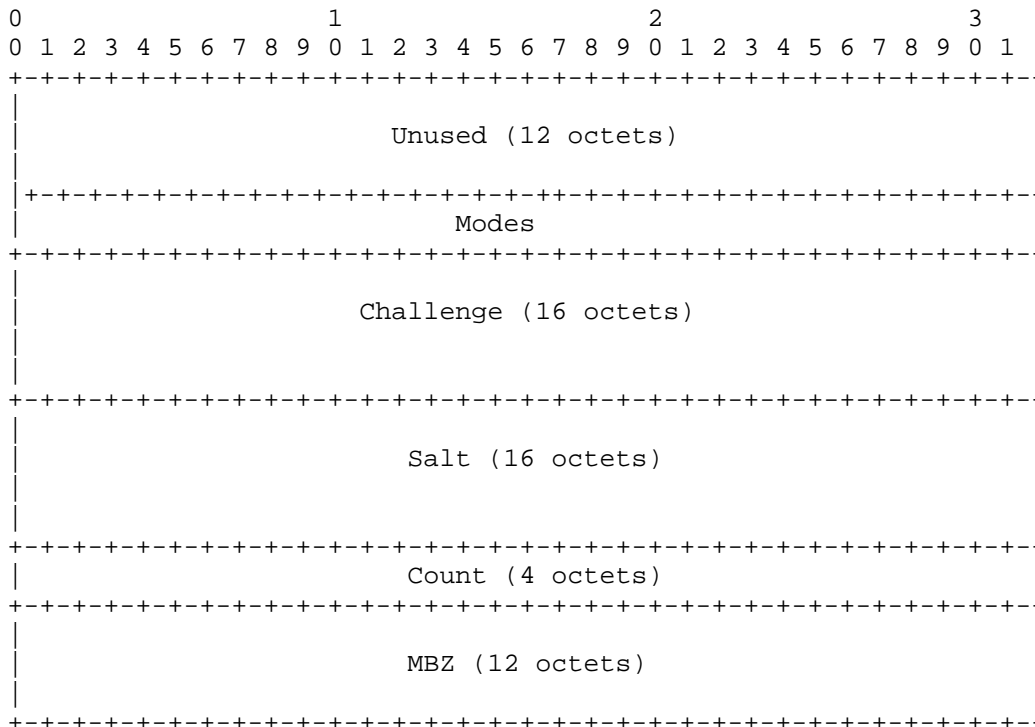 0                   1                   2                   3
0 1 2 3 4 5 6 7 8 9 0 1 2 3 4 5 6 7 8 9 0 1 2 3 4 5 6 7 8 9 0 1
+-+-+-+-+-+-+-+-+-+-+-+-+-+-+-+-+-+-+-+-+-+-+-+-+-+-+-+-+-+-+-+-+-
|
|                       Unused (12 octets)
|
|+-+-+-+-+-+-+-+-+-+-+-+-+-+-+-+-++-+-+-+-+-+-+-+-+-+-+-+-+-+-+-+-
|                           Modes
+-+-+-+-+-+-+-+-+-+-+-+-+-+-+-+-+-+-+-+-+-+-+-+-+-+-+-+-+-+-+-+-+-
|
|                     Challenge (16 octets)
|
|
+-+-+-+-+-+-+-+-+-+-+-+-+-+-+-+-+-+-+-+-+-+-+-+-+-+-+-+-+-+-+-+-+-
|
|                        Salt (16 octets)
|
|
+-+-+-+-+-+-+-+-+-+-+-+-+-+-+-+-+-+-+-+-+-+-+-+-+-+-+-+-+-+-+-+-+-
|                        Count (4 octets)
+-+-+-+-+-+-+-+-+-+-+-+-+-+-+-+-+-+-+-+-+-+-+-+-+-+-+-+-+-+-+-+-+-
|
|                        MBZ (12 octets)
|
+-+-+-+-+-+-+-+-+-+-+-+-+-+-+-+-+-+-+-+-+-+-+-+-+-+-+-+-+-+-+-+-+-